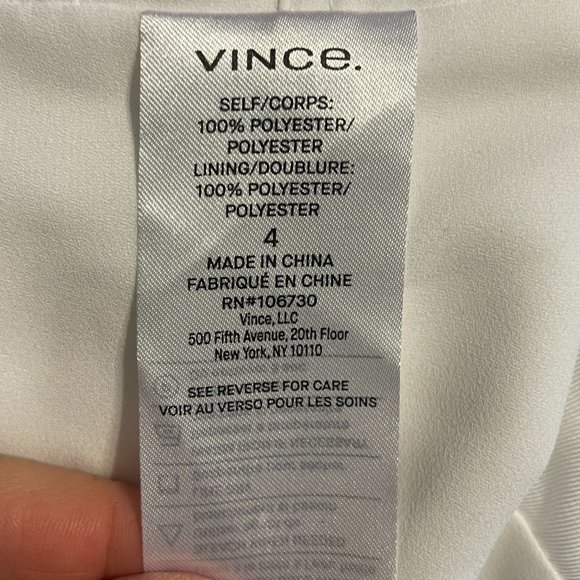 VINCE.
SELF/CORPS:
100% POLYESTER/
POLYESTER
LINING/DOUBLURE:
100% POLYESTER/
POLYESTER
4
MADE IN CHINA
FABRIQUÉ EN CHINE
RN#106730
Vince, LLC
500 Fifth Avenue, 20th Floor
New York, NY 10110
SEE REVERSE FOR CARE
VOIR AU VERSO POUR LES SOINS